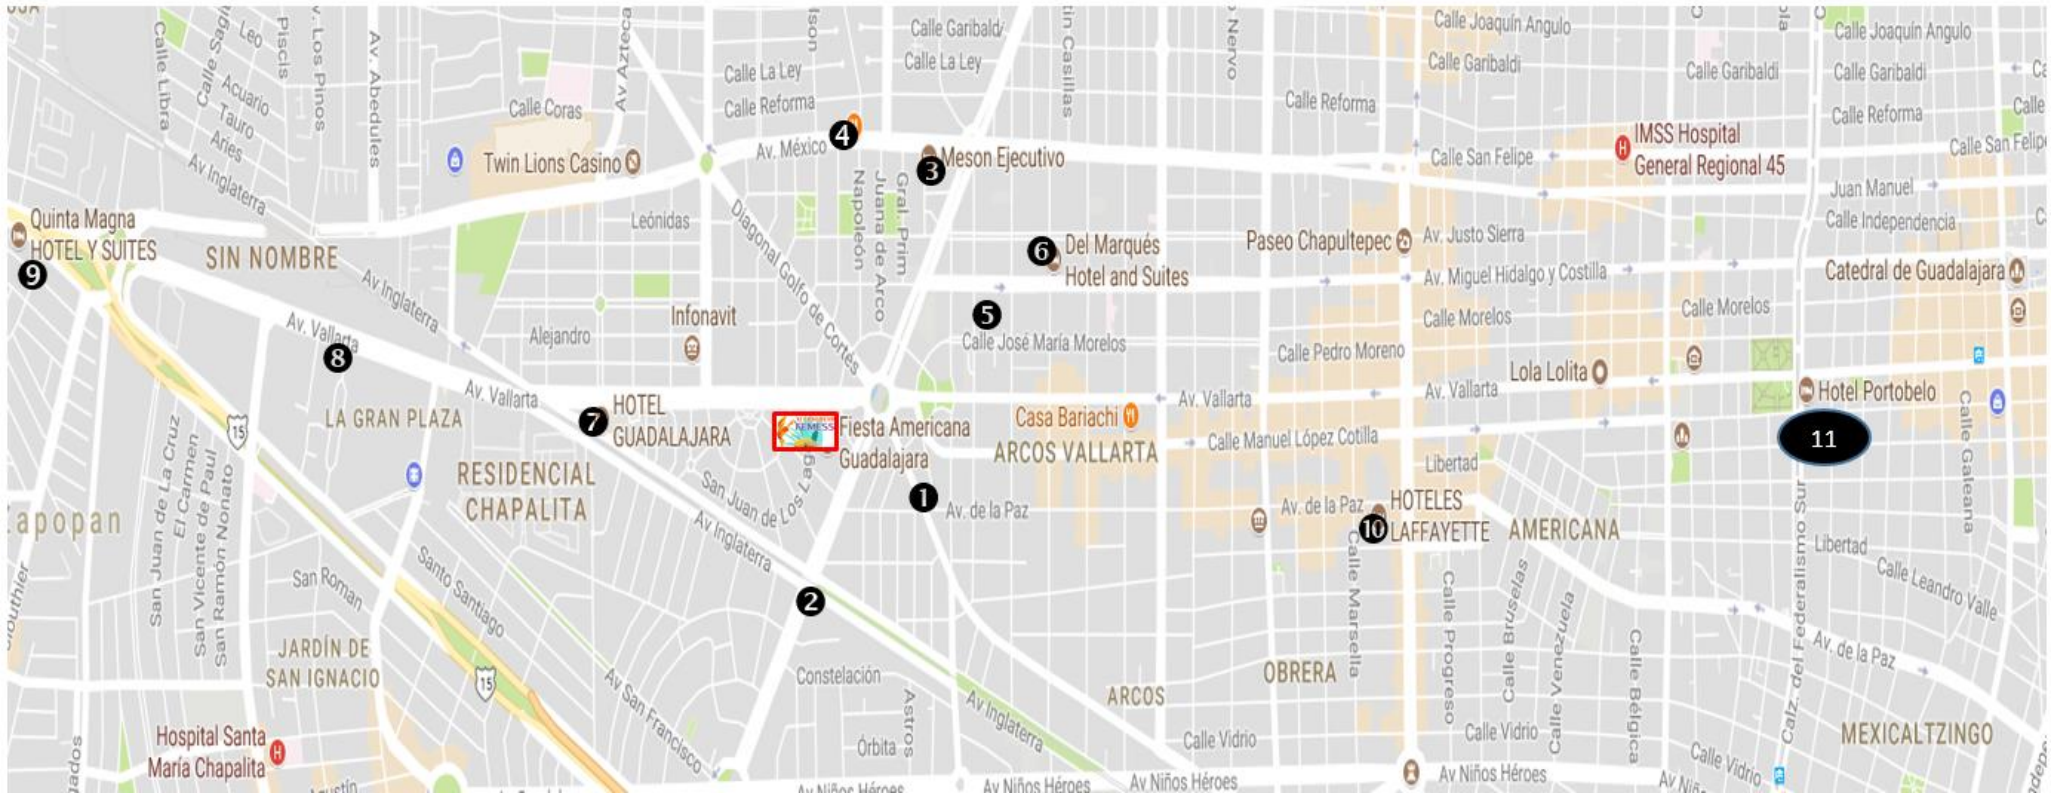 Calle Libra
Leo
Piscis
Av. Abedules
Calle Garibaldi
Calle La Ley
Calle La Ley
Calle Reforma
Calle Coras
Acuario
Tauro
Aries
Av Inglaterra
Twin Lions Casino
Av. México
4
3
Meson Ejecutivo
Nervo
Calle Joaquín Angulo
Calle Garibaldi
Calle Reforma
Calle San Felipe
IMSS Hospital
General Regional 45
Calle Garibaldi
Calle Joaquín Angulo
Calle Garibaldi
Calle Reforma
Juan Manuel
Calle Independencia
Quinta Magna
HOTEL Y SUITES
9
SIN NOMBRE
Av Inglaterra
Leónidas
Diagonal Golfo de Cortés
Napoleón
Juana de Arco
Gral. Prim
6
Del Marqués
Hotel and Suites
Paseo Chapultepec
Av. Justo Sierra
Av. Miguel Hidalgo y Costilla
Catedral de Guadalajara
Calle Morelos
Calle Morelos
Av. Vallarta
8
Alejandro
Infonavit
5
Calle José María Morelos
Calle Pedro Moreno
Lola Lolita
Av. Vallarta
Hotel Portobelo
11
Av. Vallarta
LA GRAN PLAZA
7
HOTEL
GUADALAJARA
Fiesta Americana
Guadalajara
Casa Bariachi
Av. Vallarta
ARCOS VALLARTA
Calle Manuel López Cotilla
Libertad
Calle Galeana
15
San Juan de La Cruz
El Carmen
San Vicente de Paul
San Ramón Nonato
RESIDENCIAL
CHAPALITA
San Juan de Los Lagos
1
Av. de la Paz
Av. de la Paz
10
HOTELES
LAFFAYETTE
AMERICANA
Libertad
Calle Leandro Valle
Av Inglaterra
2
San Roman
Santo Santiago
Calle Marsella
Calle Progreso
Calle Bruselas
Calle Venezuela
Calle Bélgica
Calz. del Federalismo Sur
Av. de la Paz
JARDÍN DE
SAN IGNACIO
15
Av San Francisco
Constelación
Astros
Órbita
Av Inglaterra
ARCOS
OBRERA
Calle Vidrio
Calle Vidrio
Calle Vidrio
MEXICALTZINGO
Hospital Santa
María Chapalita
Av Niños Héroes
Av Niños Héroes
Av Niños Héroes
Av Niños Héroes